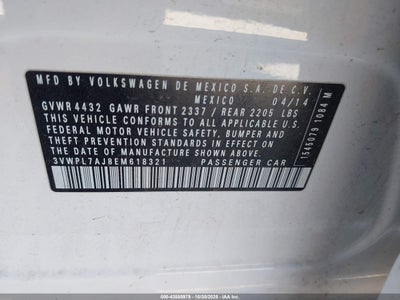 MFD BY VOLKSWAGEN DE MEXICO S.A. DE C.V.
MEXICO 04/14
GVWR 4432 GAWR FRONT 2337 / REAR 2205 LBS
THIS VEHICLE CONFORMS TO ALL APPLICABLE U.S.
FEDERAL MOTOR VEHICLE SAFETY, BUMPER AND
THEFT PREVENTION STANDARDS IN EFFECT ON
THE DATE OF MANUFACTURE SHOWN ABOVE
3VWPL7AJ8EM618321 PASSENGER CAR
1545079 1084 M